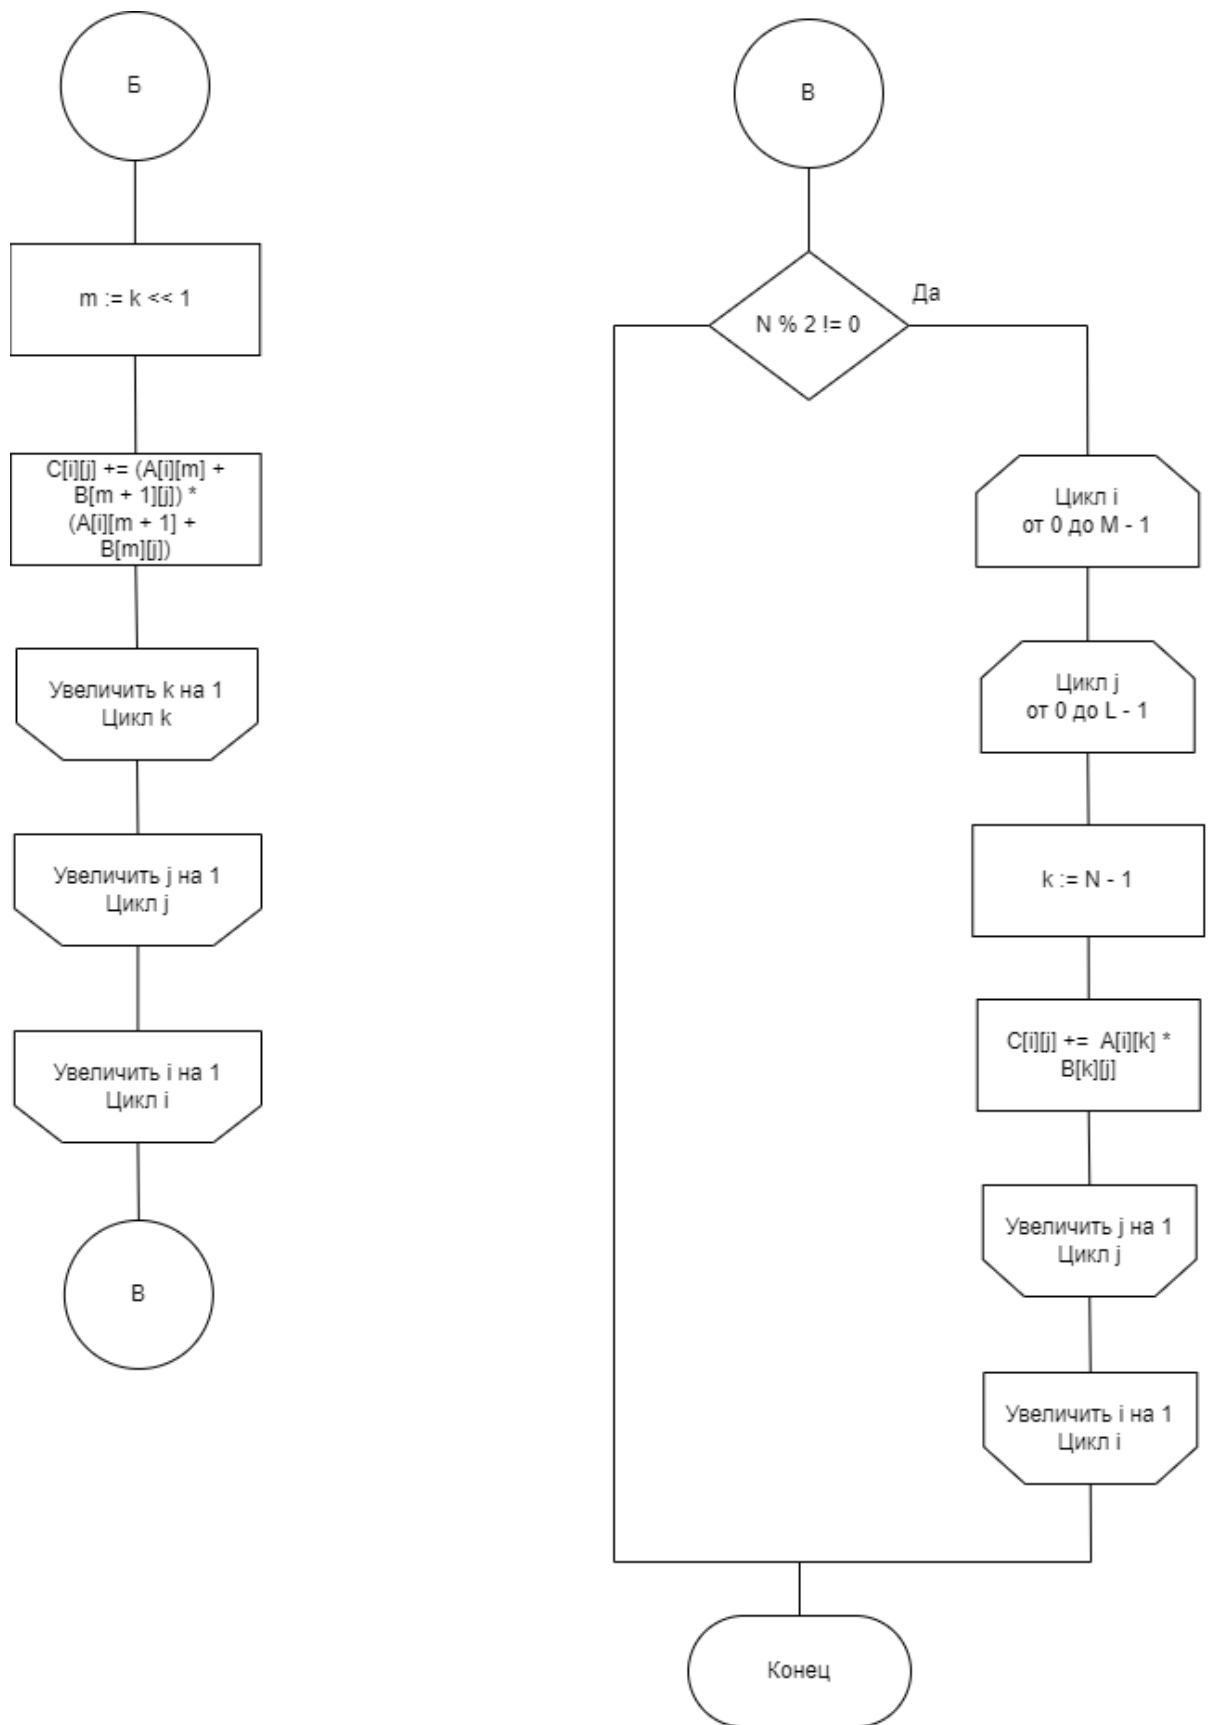 Б
m := k << 1
C[i][j] += (A[i][m] +
B[m + 1][j]) *
(A[i][m + 1] +
B[m][j])
Увеличить k на 1
Цикл k
Увеличить j на 1
Цикл j
Увеличить i на 1
Цикл i
В
В
N % 2 != 0
Да
Цикл i
от 0 до M - 1
Цикл j
от 0 до L - 1
k := N - 1
C[i][j] += A[i][k] *
B[k][j]
Увеличить j на 1
Цикл j
Увеличить i на 1
Цикл i
Конец